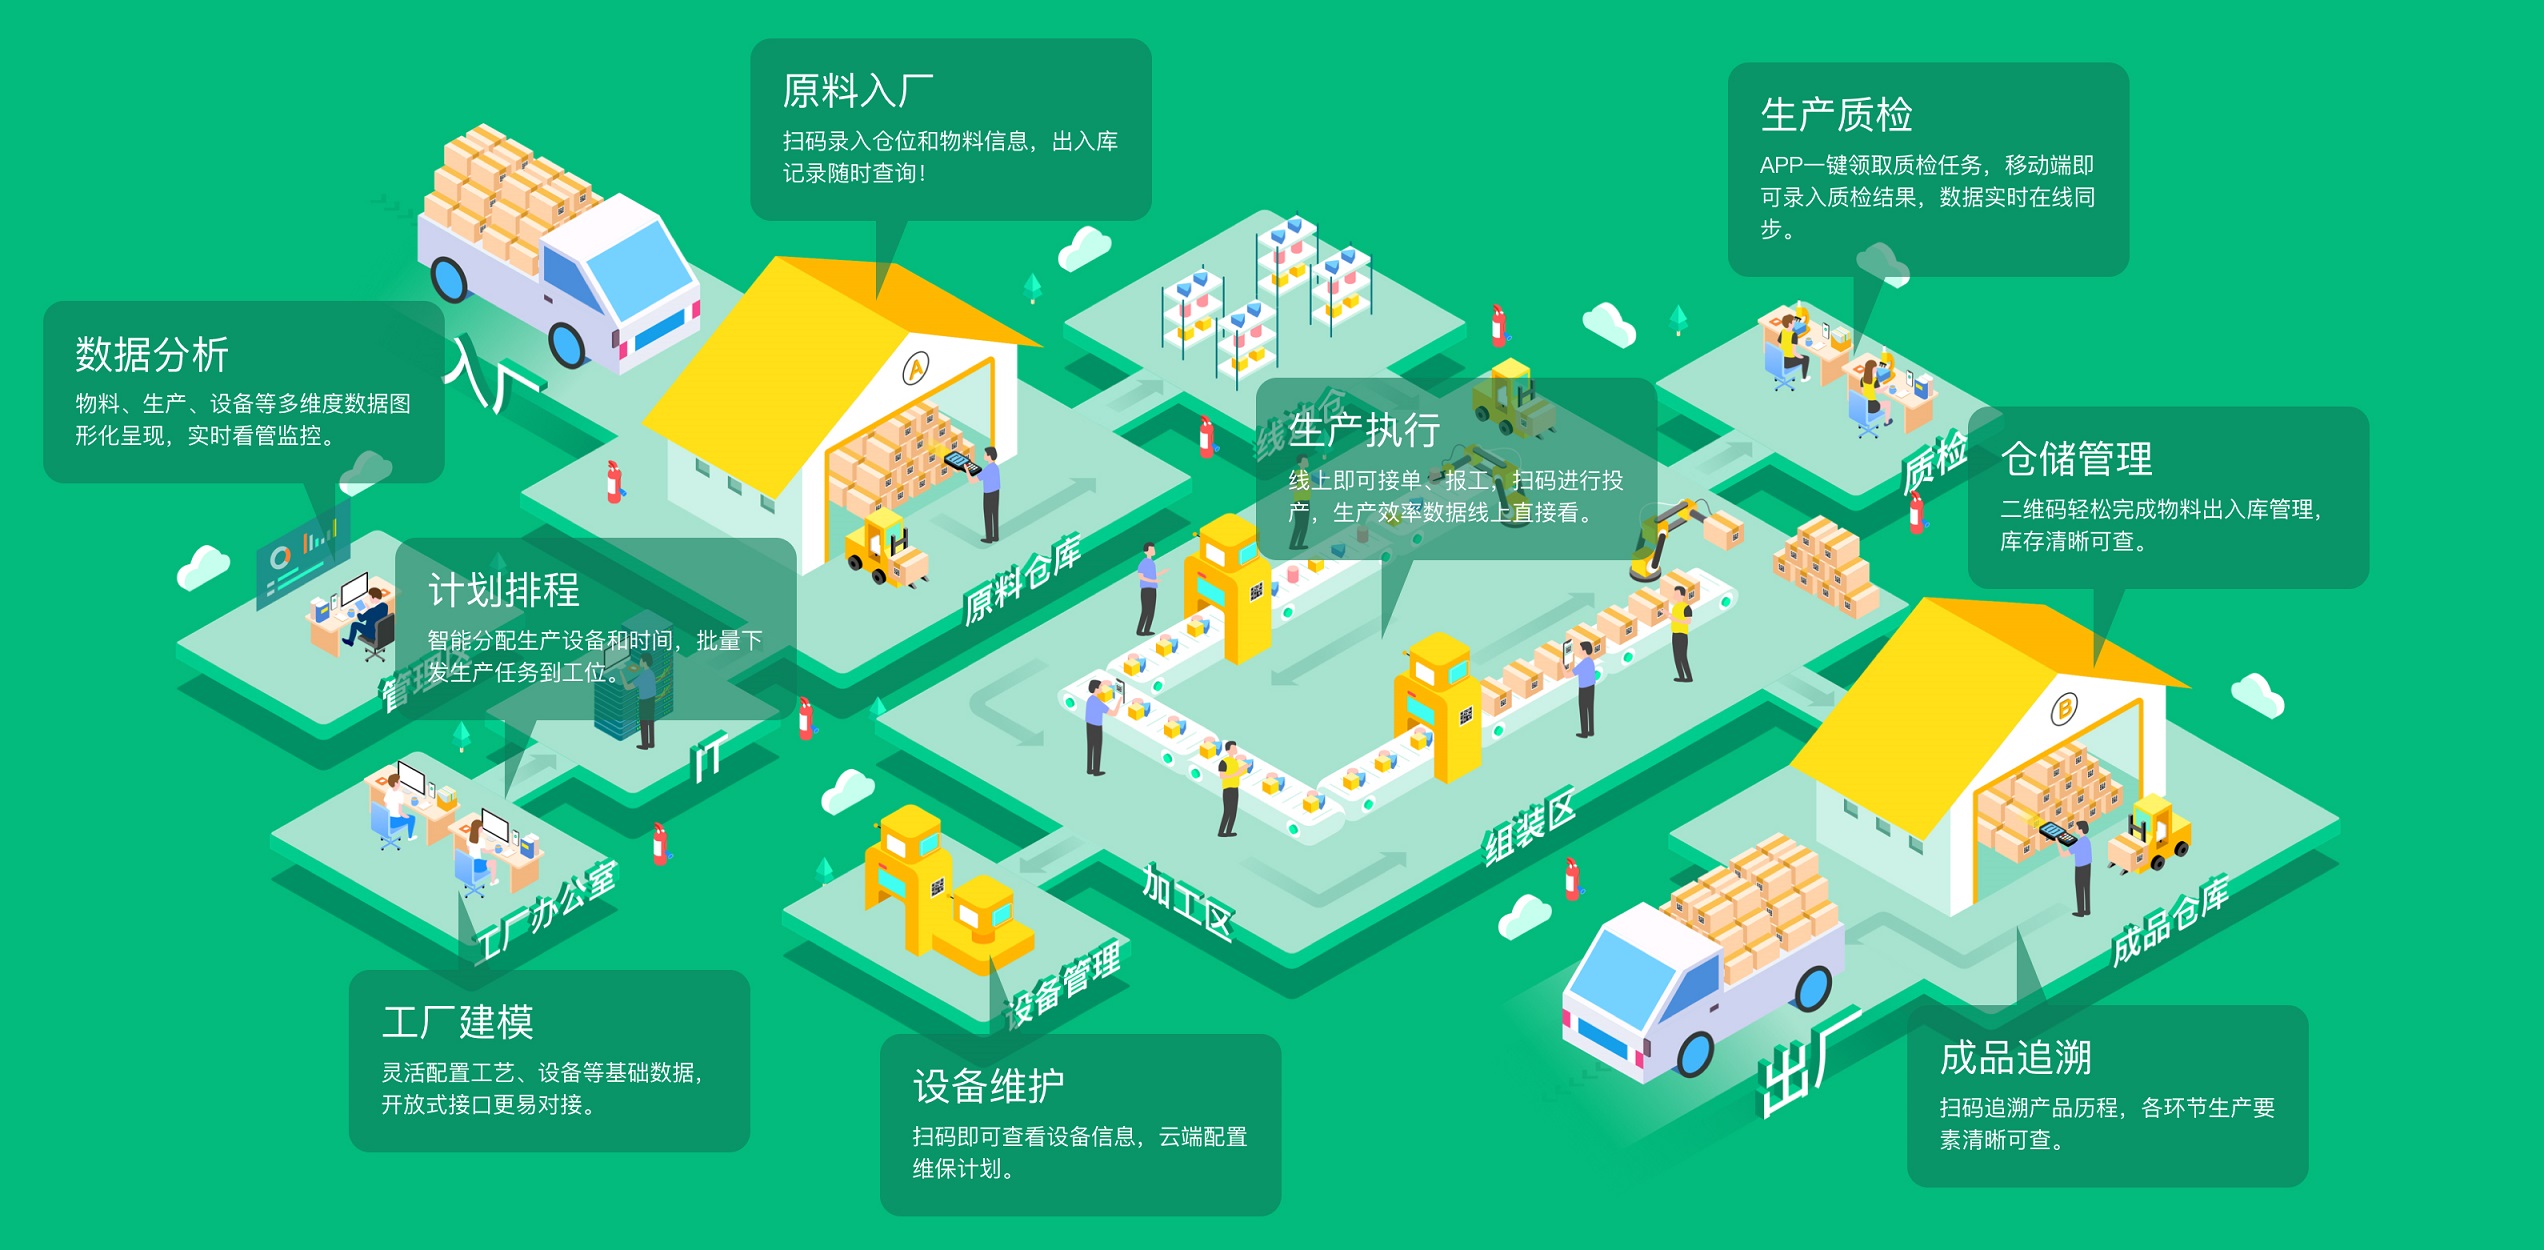 原料入厂
扫码录入仓位和物料信息，出入库
记录随时查询！
生产质检
APP一键领取质检任务，移动端即
可录入质检结果，数据实时在线同
步。
数据分析
物料、生产、设备等多维度数据图
形化呈现，实时看管监控。
入厂
A
线边仓
生产执行
线上即可接单、报工，扫码进行投
产，生产效率数据线上直接看。
质检
仓储管理
二维码轻松完成物料出入库管理，
库存清晰可查。
原料仓库
计划排程
智能分配生产设备和时间，批量下
发生产任务到工位。
管理区
IT
B
工厂办公室
加工区
组装区
设备管理
成品仓库
工厂建模
灵活配置工艺、设备等基础数据，
开放式接口更易对接。
设备维护
扫码即可查看设备信息，云端配置
维保计划。
出厂
成品追溯
扫码追溯产品历程，各环节生产要
素清晰可查。